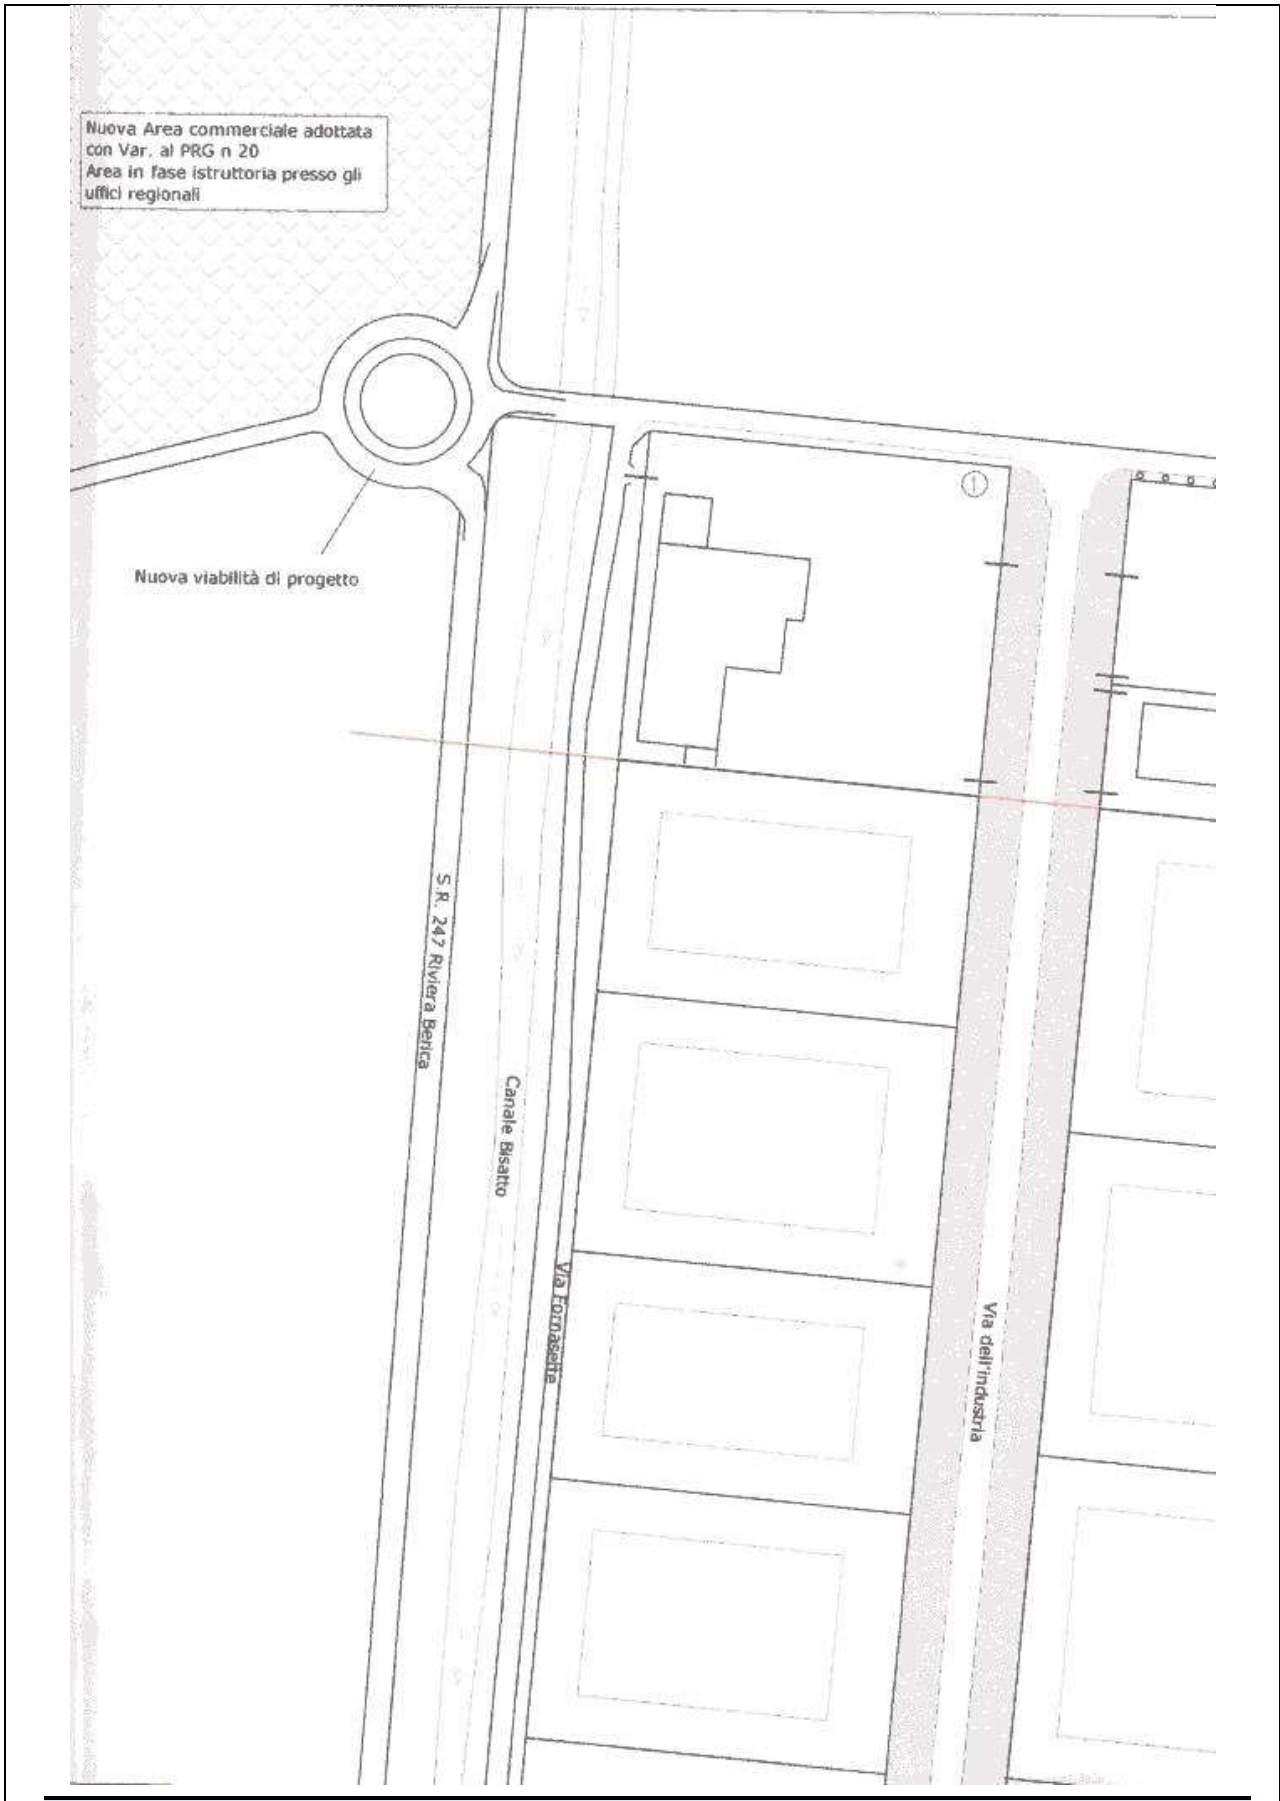 Nuova Area commerciale adottata
con Var. al PRG n 20
Area in fase istruttoria presso gli
uffici regionali
1
Nuova viabilità di progetto
S.R. 247 Riviera Berica
Canale Bisatto
Via Fornasette
Via dell'industria